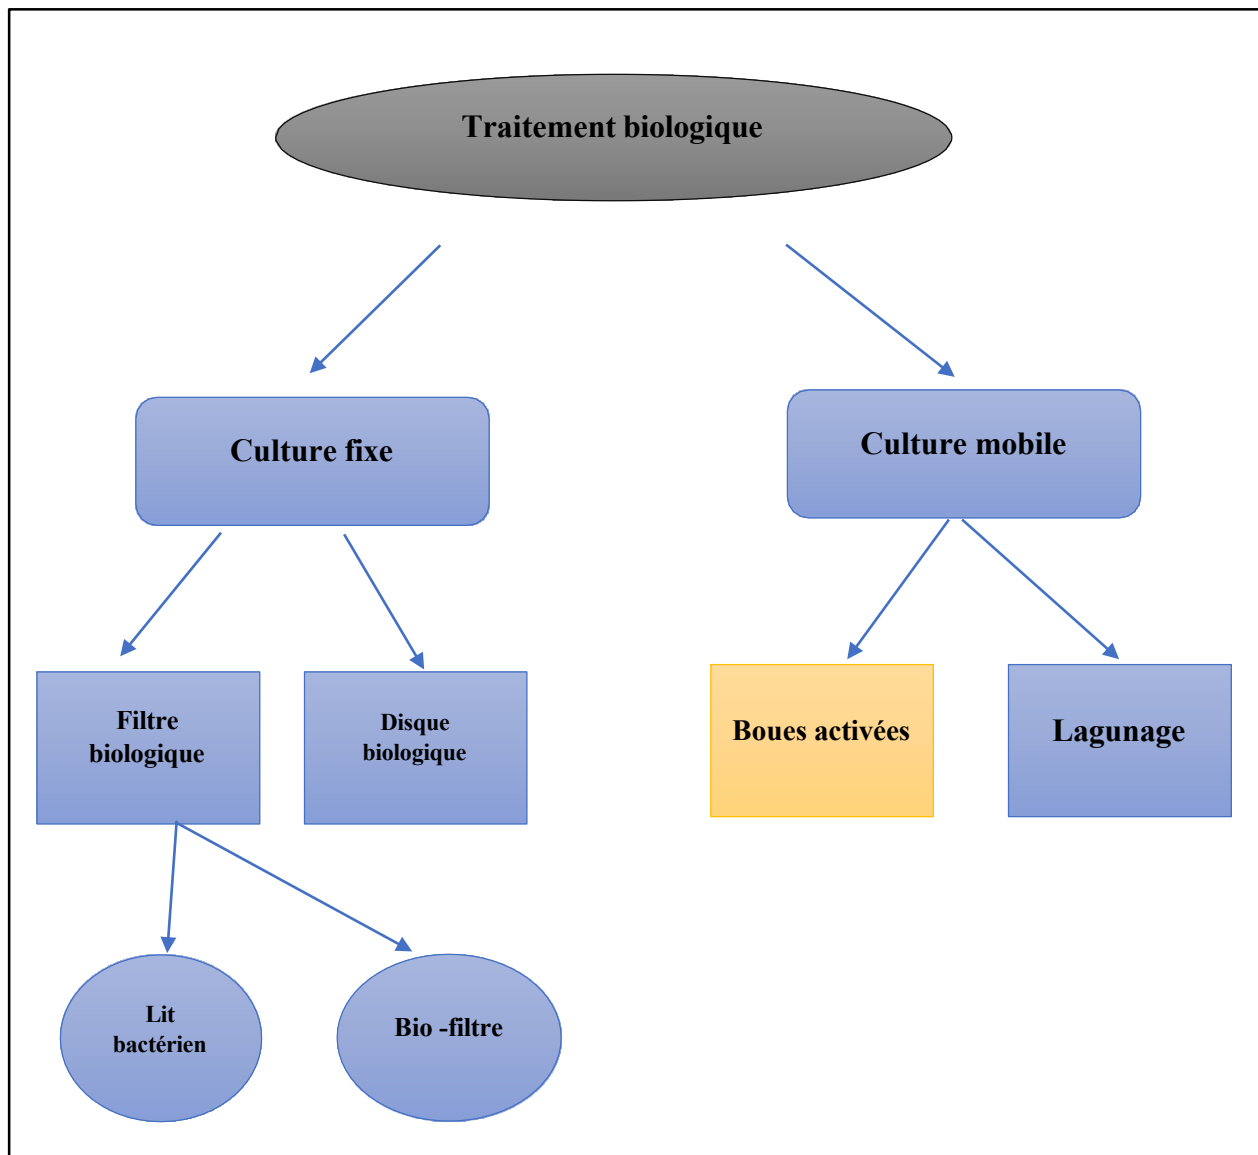 Traitement biologique
Culture fixe
Culture mobile
Filtre
biologique
Disque
biologique
Boues activées
Lagunage
Lit
bactérien
Bio -filtre